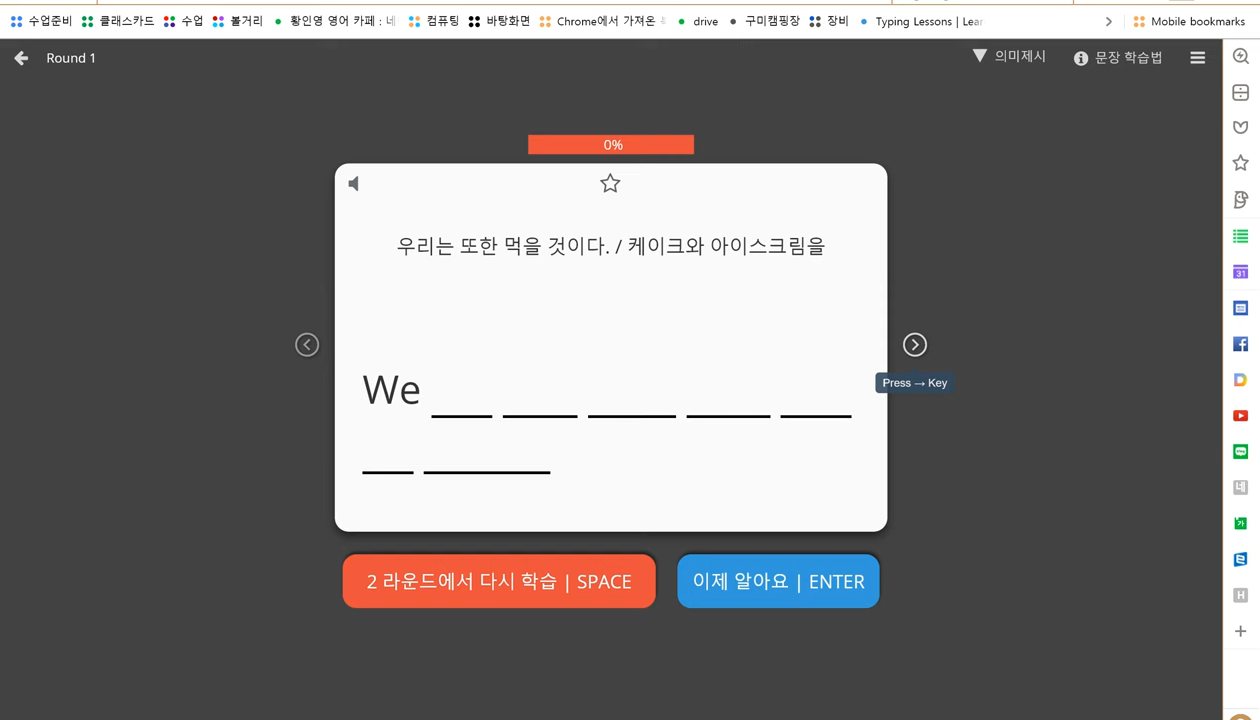 수업준비 클래스카드 수업 볼거리 황인영 영어 카페 : 네 컴퓨팅 바탕화면 Chrome에서 가져온 drive 구미캠핑장 장비 Typing Lessons | Lear Mobile bookmarks
Round 1 ▼ 의미제시 문장 학습법
0%
우리는 또한 먹을 것이다. / 케이크와 아이스크림을
We
Press → Key
2 라운드에서 다시 학습 | SPACE 이제 알아요 | ENTER
31